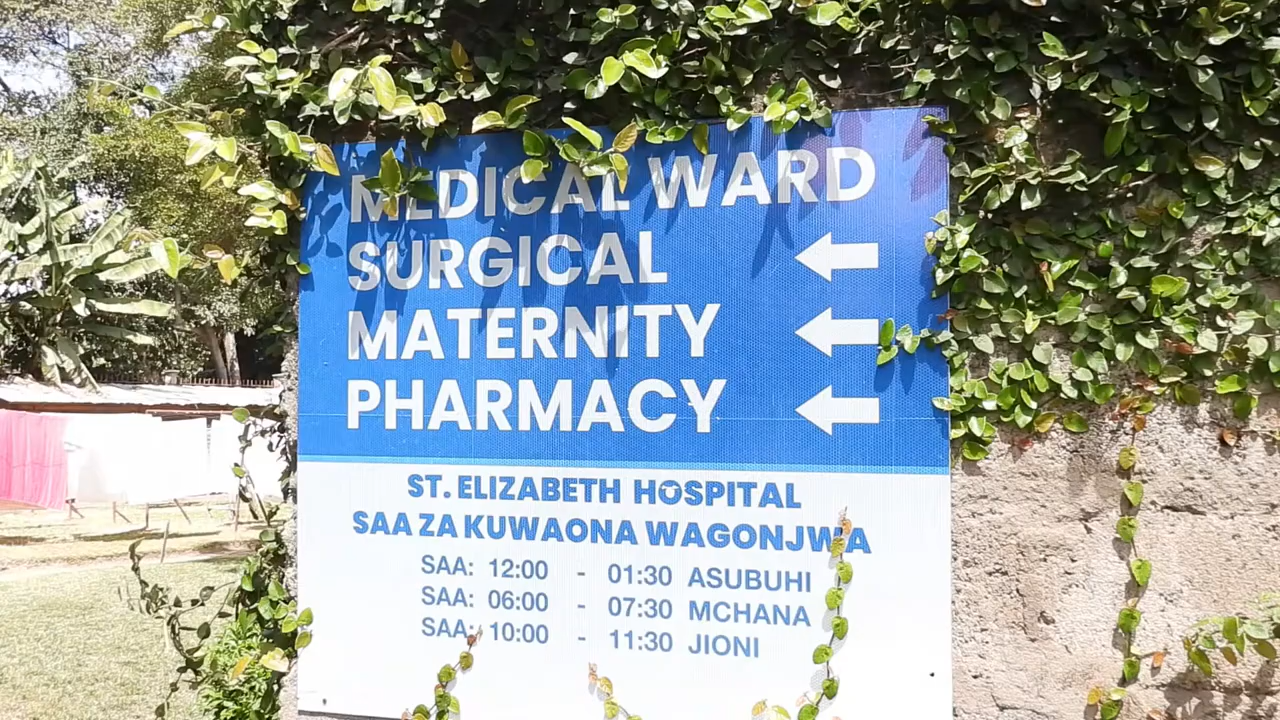 MEDICAL WARD
SURGICAL
MATERNITY
PHARMACY
ST. ELIZABETH HOSPITAL
SAA ZA KUWAONA WAGONJWA
SAA: 12:00 - 01:30 ASUBUHI
SAA: 06:00 - 07:30 MCHANA
SAA: 10:00 - 11:30 JIONI